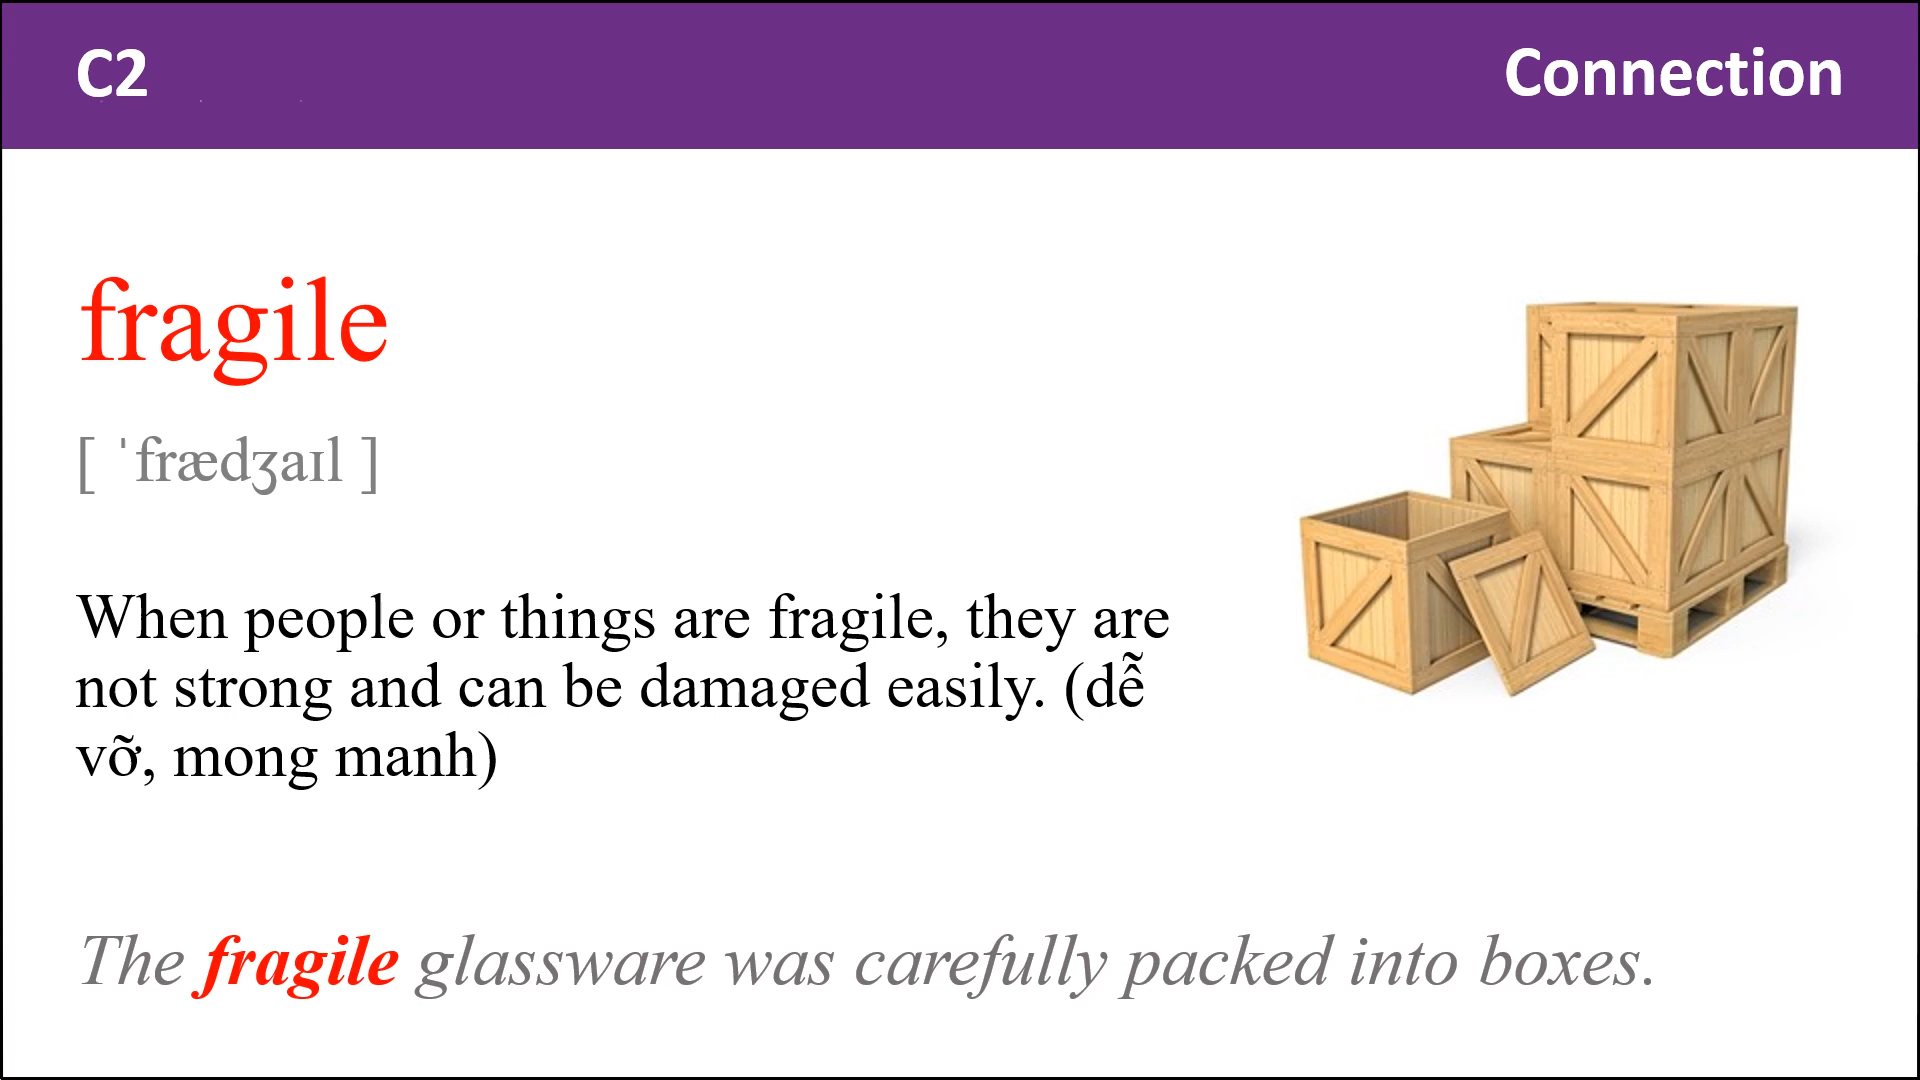 C2
Connection
fragile
[ ˈfrædʒaɪl ]
When people or things are fragile, they are
not strong and can be damaged easily. (dễ
vỡ, mong manh)
The fragile glassware was carefully packed into boxes.